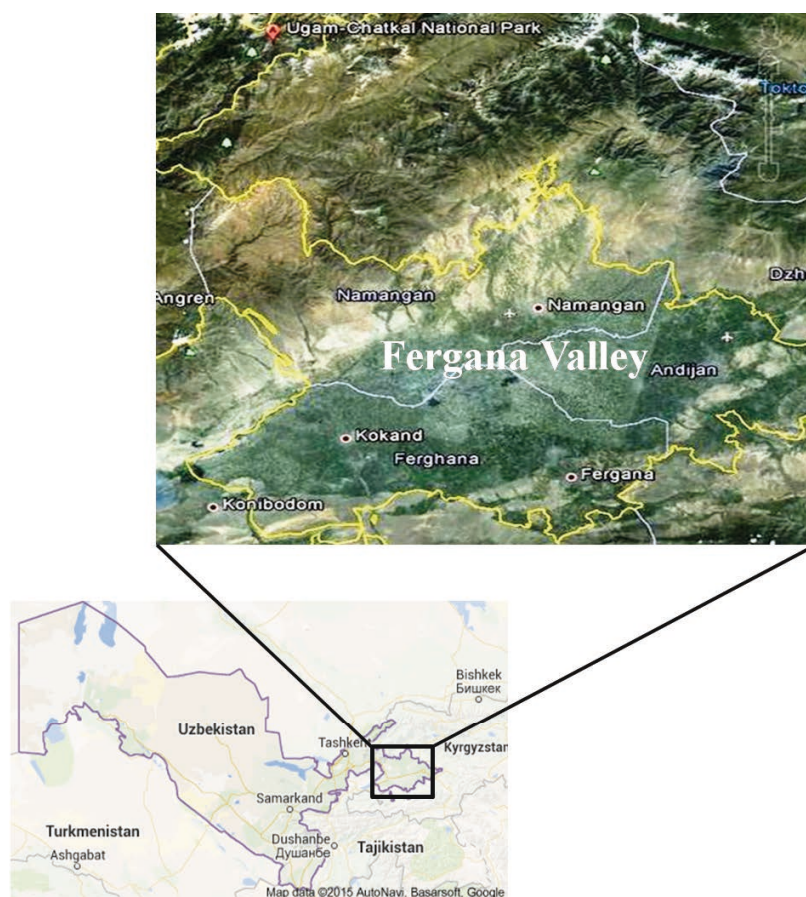 Ugam-Chatkal National Park
Tokto
Dzh
Angren
Namangan
Namangan
Fergana Valley
Andijan
Kokand
Ferghana
Fergana
Konibodom
Bishkek
Бишкек
Uzbekistan
Tashkent
Kyrgyzstan
Samarkand
Turkmenistan
Dushanbe
Душанбе
Tajikistan
Ashgabat
Map data ©2015 AutoNavi, Basarsoft, Google